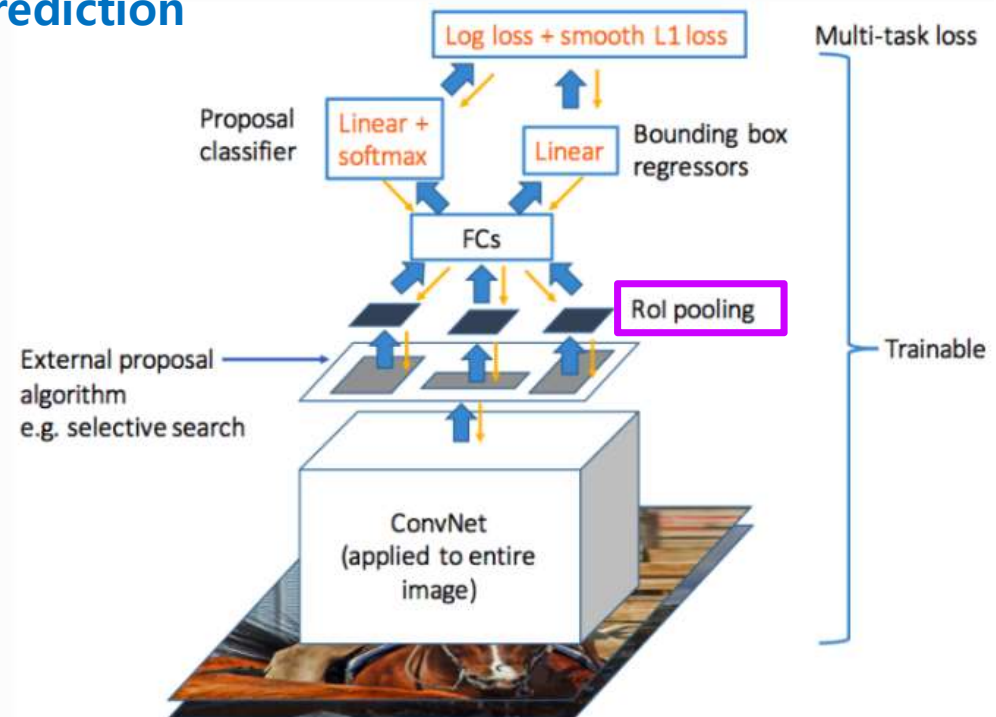 rediction
Log loss + smooth L1 loss
Multi-task loss
Proposal
classifier
Linear +
softmax
Linear
Bounding box
regressors
FCs
RoI pooling
External proposal
algorithm
e.g. selective search
Trainable
ConvNet
(applied to entire
image)